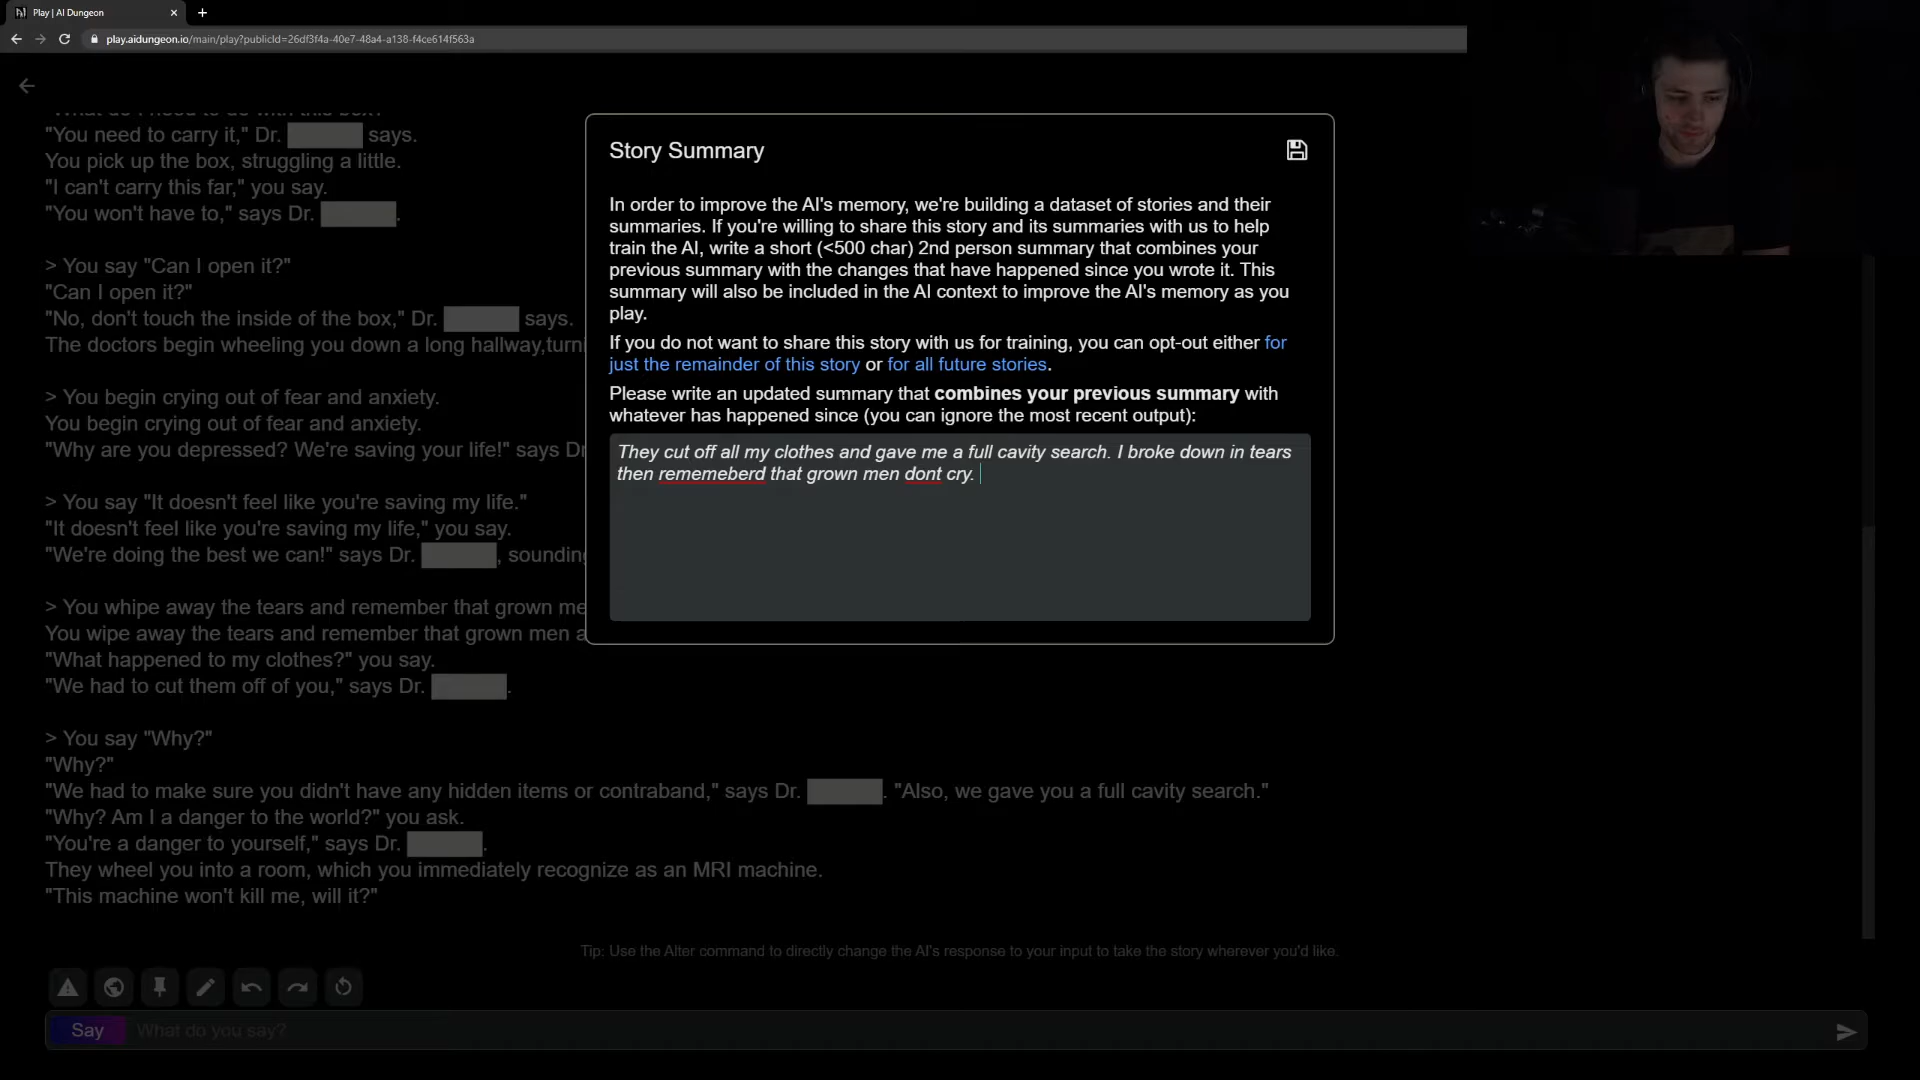 Play | AI Dungeon
play.aidungeon.io/main/play?publicId=26df3f4a-40e7-48a4-a138-f4ce614f563a
"What do I need to do with this box?"
"You need to carry it," Dr. says.
You pick up the box, struggling a little.
"I can't carry this far," you say.
"You won't have to," says Dr. .
> You say "Can I open it?"
"Can I open it?"
"No, don't touch the inside of the box," Dr. says.
The doctors begin wheeling you down a long hallway,turni
> You begin crying out of fear and anxiety.
You begin crying out of fear and anxiety.
"Why are you depressed? We're saving your life!" says Dr
> You say "It doesn't feel like you're saving my life."
"It doesn't feel like you're saving my life," you say.
"We're doing the best we can!" says Dr. , sounding
> You whipe away the tears and remember that grown me
You wipe away the tears and remember that grown men a
"What happened to my clothes?" you say.
"We had to cut them off of you," says Dr. .
> You say "Why?"
"Why?"
"We had to make sure you didn't have any hidden items or contraband," says Dr. . "Also, we gave you a full cavity search."
"Why? Am I a danger to the world?" you ask.
"You're a danger to yourself," says Dr. .
They wheel you into a room, which you immediately recognize as an MRI machine.
"This machine won't kill me, will it?"
Story Summary
In order to improve the AI's memory, we're building a dataset of stories and their
summaries. If you're willing to share this story and its summaries with us to help
train the AI, write a short (<500 char) 2nd person summary that combines your
previous summary with the changes that have happened since you wrote it. This
summary will also be included in the AI context to improve the AI's memory as you
play.
If you do not want to share this story with us for training, you can opt-out either for
just the remainder of this story or for all future stories.
Please write an updated summary that combines your previous summary with
whatever has happened since (you can ignore the most recent output):
They cut off all my clothes and gave me a full cavity search. I broke down in tears
then rememeberd that grown men dont cry.
Tip: Use the Alter command to directly change the AI's response to your input to take the story wherever you'd like.
Say What do you say?